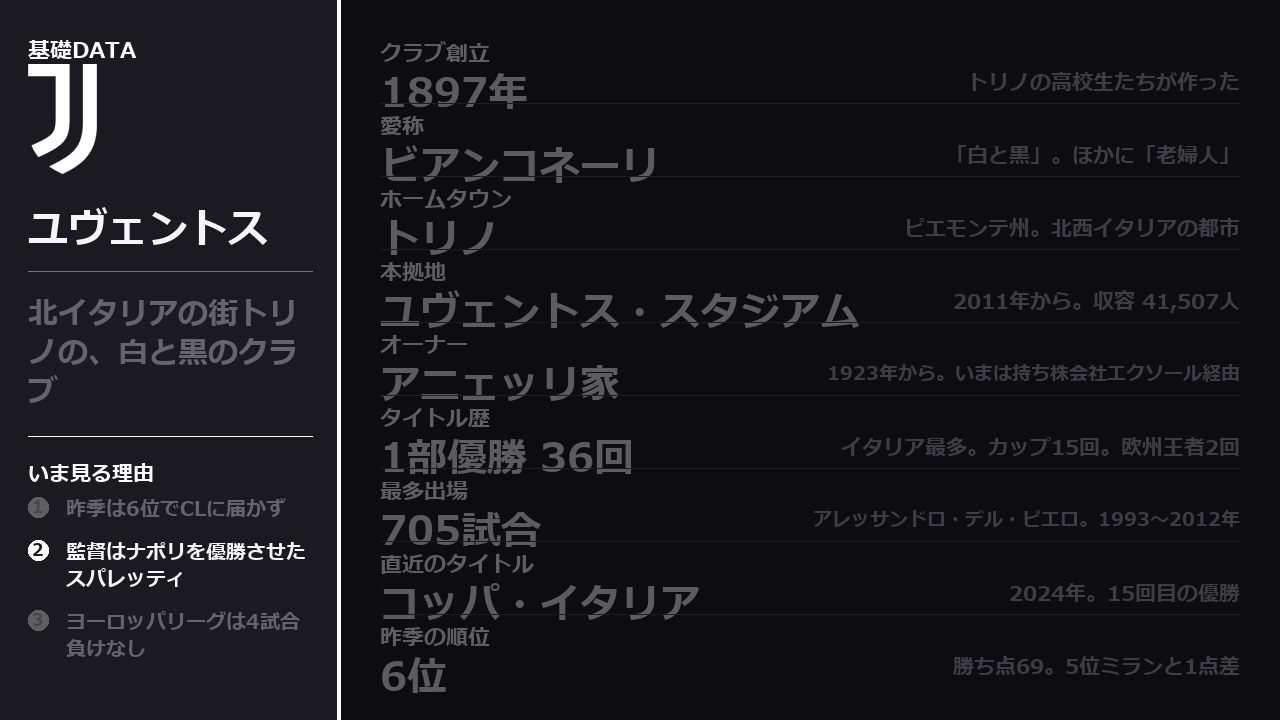 基礎DATA
ユヴェントス
北イタリアの街トリ
ノの、白と黒のクラ
ブ
いま見る理由
1 昨季は6位でCLに届かず
2 監督はナポリを優勝させた
スパレッティ
3 ヨーロッパリーグは4試合
負けなし
クラブ創立
1897年 トリノの高校生たちが作った
愛称
ビアンコネーリ 「白と黒」。ほかに「老婦人」
ホームタウン
トリノ ピエモンテ州。北西イタリアの都市
本拠地
ユヴェントス・スタジアム 2011年から。収容 41,507人
オーナー
アニェッリ家 1923年から。いまは持ち株会社エクソール経由
タイトル歴
1部優勝 36回 イタリア最多。カップ15回。欧州王者2回
最多出場
705試合 アレッサンドロ・デル・ピエロ。1993〜2012年
直近のタイトル
コッパ・イタリア 2024年。15回目の優勝
昨季の順位
6位 勝ち点69。5位ミランと1点差